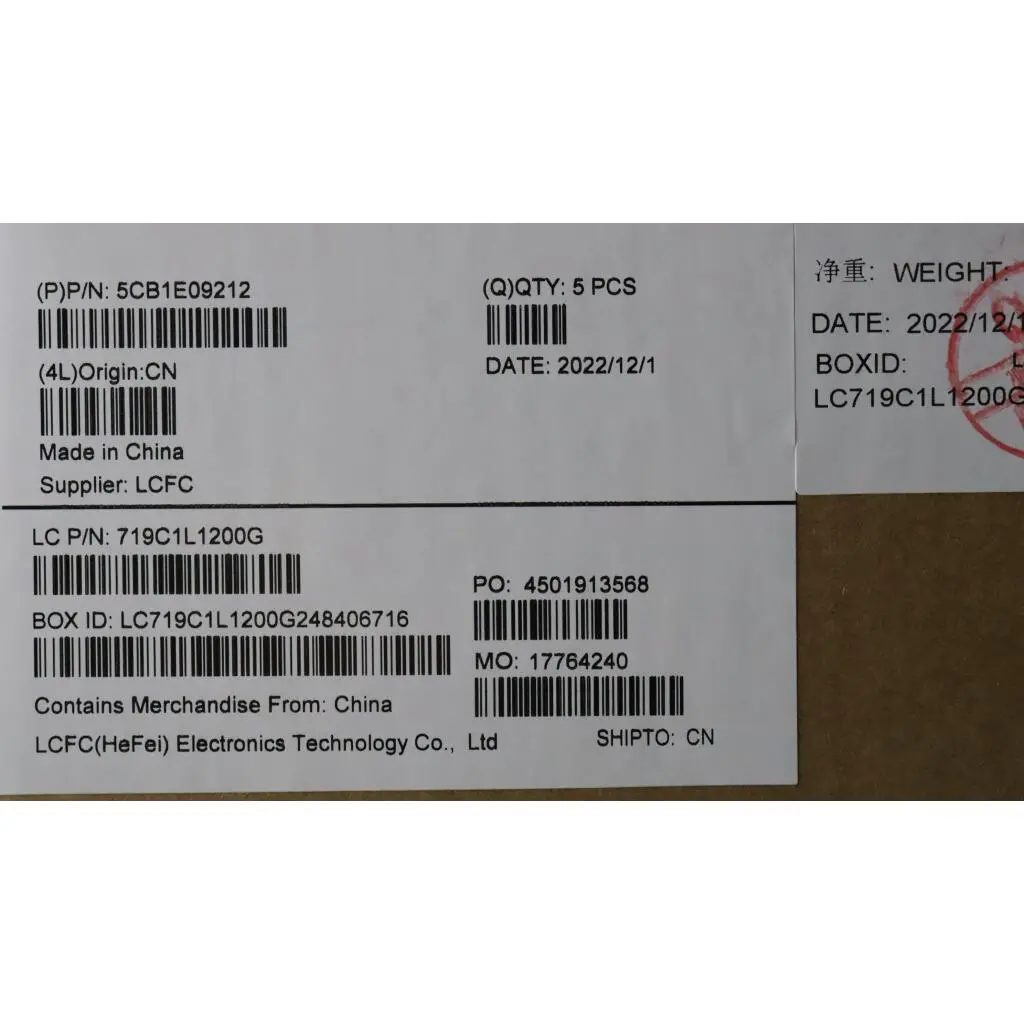 (P)P/N: 5CB1E09212
(Q)QTY: 5 PCS
DATE: 2022/12/1
(4L)Origin:CN
Made in China
Supplier: LCFC
LC P/N: 719C1L1200G
PO: 4501913568
BOX ID: LC719C1L1200G248406716
MO: 17764240
Contains Merchandise From: China
LCFC(HeFei) Electronics Technology Co., Ltd
SHIPTO: CN
净重: WEIGHT:
DATE: 2022/12/1
BOXID:
LC719C1L1200G